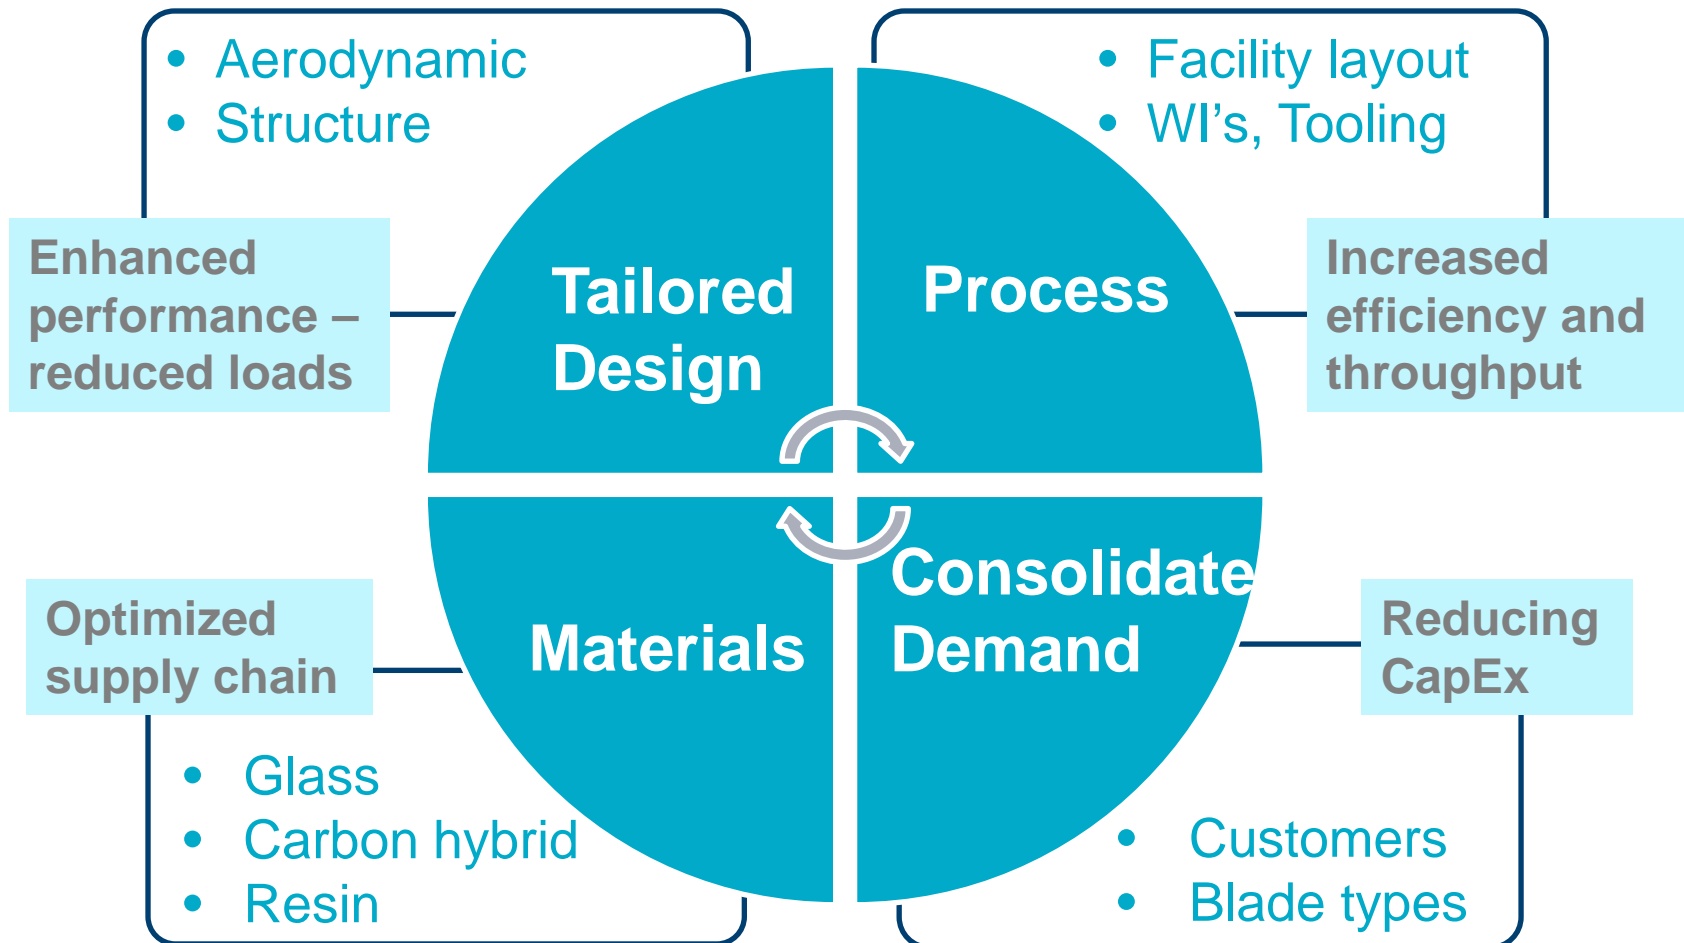 • Aerodynamic
• Structure
Enhanced
performance –
reduced loads
Tailored
Design
• Facility layout
• WI's, Tooling
Process
Increased
efficiency and
throughput
Optimized
supply chain
Materials
• Glass
• Carbon hybrid
• Resin
Consolidate
Demand
Reducing
CapEx
• Customers
• Blade types